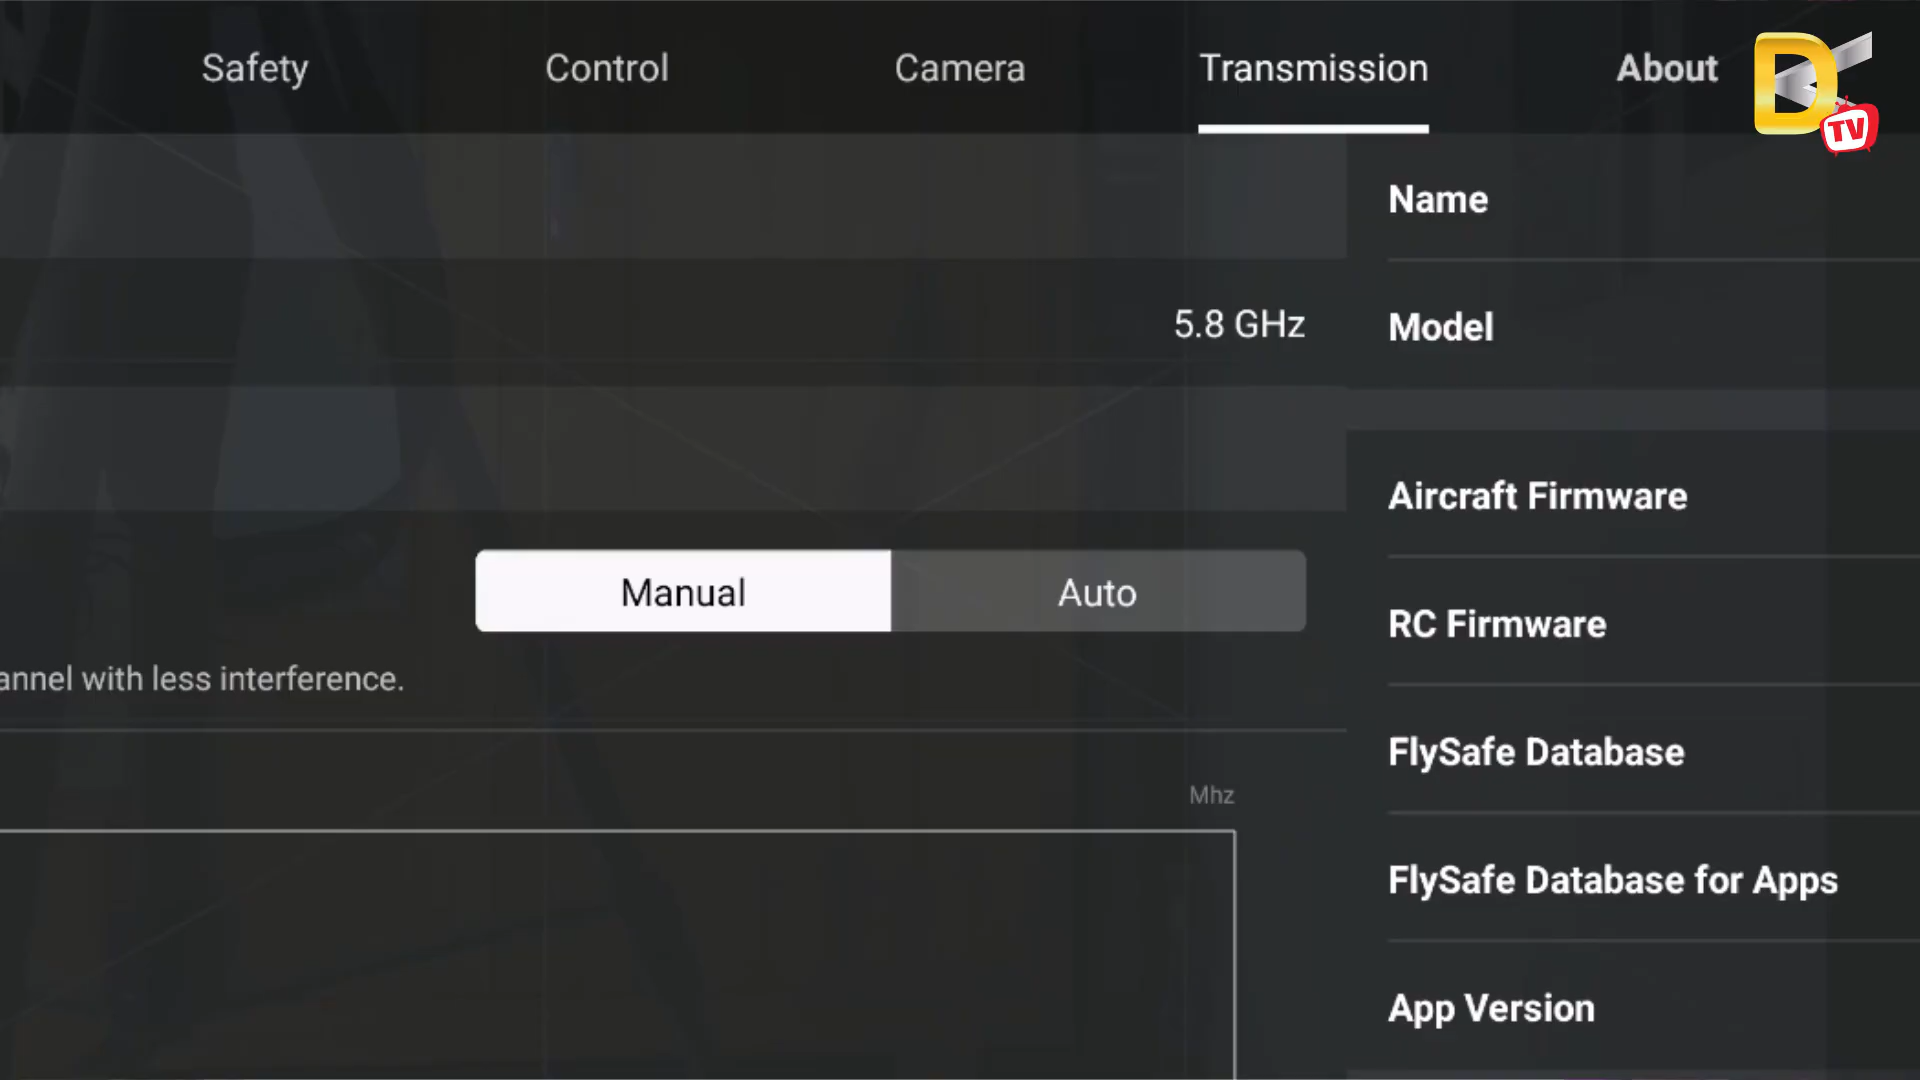 Safety Control Camera Transmission About
D TV
Name
5.8 GHz Model
Aircraft Firmware
Manual Auto
RC Firmware
annel with less interference.
FlySafe Database
Mhz
FlySafe Database for Apps
App Version